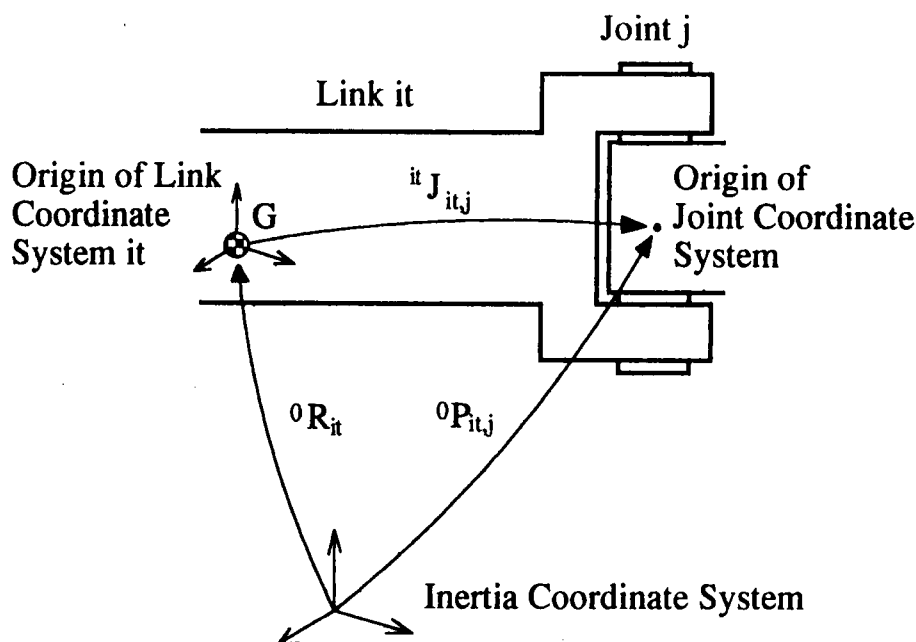 Joint j
Link it
Origin of Link
Coordinate
System it
G
it J it,j
Origin of
Joint Coordinate
System
0 R it
0 P it,j
Inertia Coordinate System